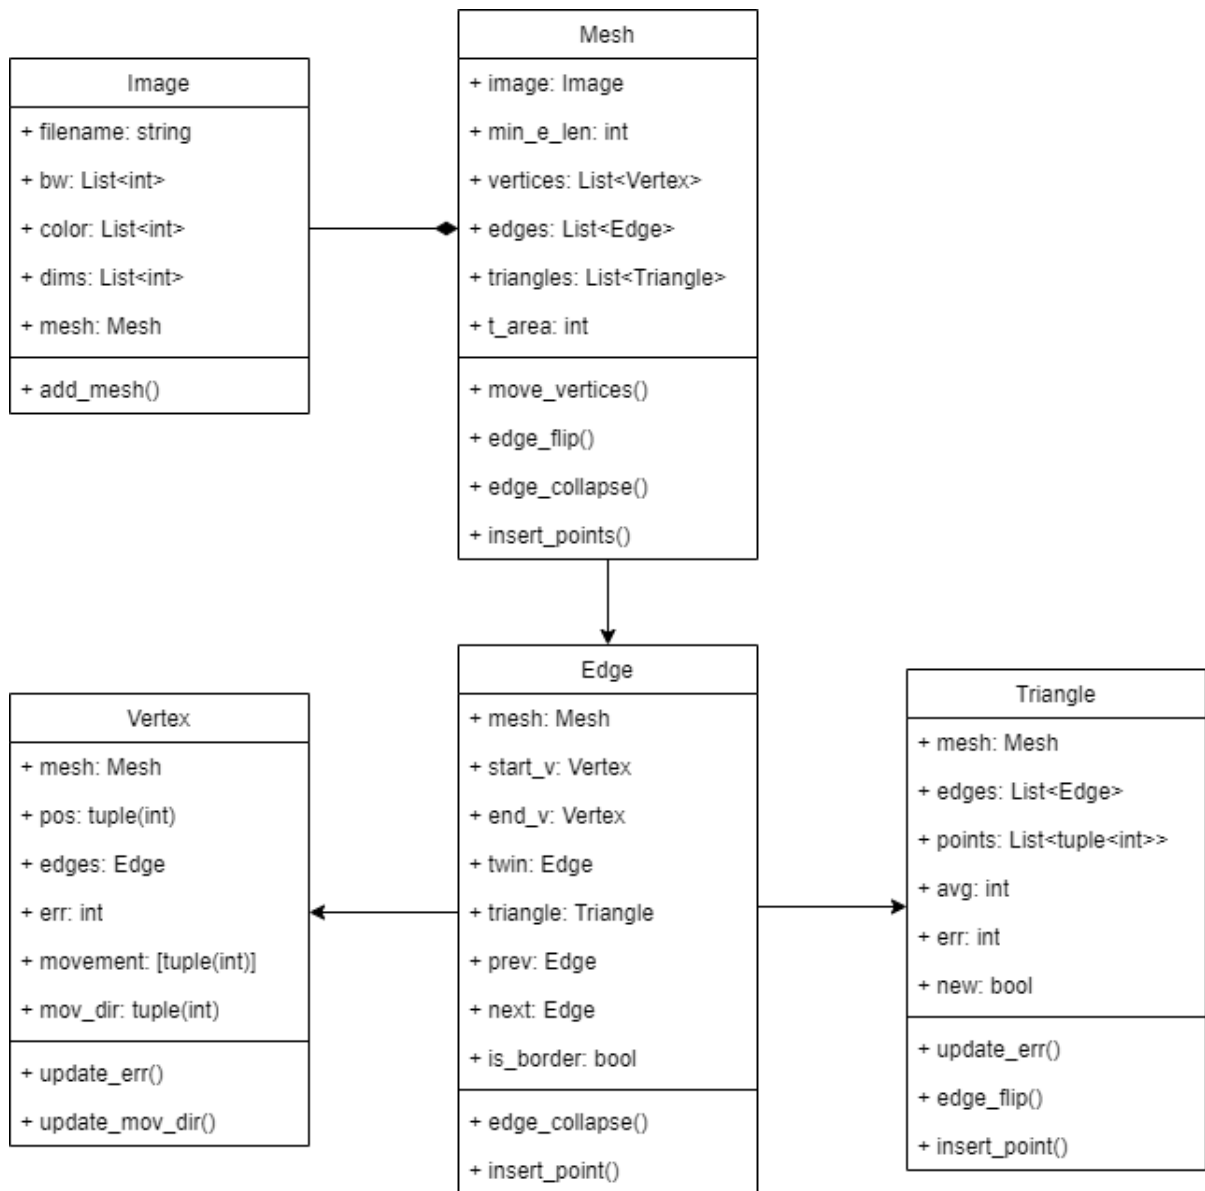 Image
+ filename: string
+ bw: List<int>
+ color: List<int>
+ dims: List<int>
+ mesh: Mesh
+ add_mesh()
Mesh
+ image: Image
+ min_e_len: int
+ vertices: List<Vertex>
+ edges: List<Edge>
+ triangles: List<Triangle>
+ t_area: int
+ move_vertices()
+ edge_flip()
+ edge_collapse()
+ insert_points()
Vertex
+ mesh: Mesh
+ pos: tuple(int)
+ edges: Edge
+ err: int
+ movement: [tuple(int)]
+ mov_dir: tuple(int)
+ update_err()
+ update_mov_dir()
Edge
+ mesh: Mesh
+ start_v: Vertex
+ end_v: Vertex
+ twin: Edge
+ triangle: Triangle
+ prev: Edge
+ next: Edge
+ is_border: bool
+ edge_collapse()
+ insert_point()
Triangle
+ mesh: Mesh
+ edges: List<Edge>
+ points: List<tuple<int>>
+ avg: int
+ err: int
+ new: bool
+ update_err()
+ edge_flip()
+ insert_point()